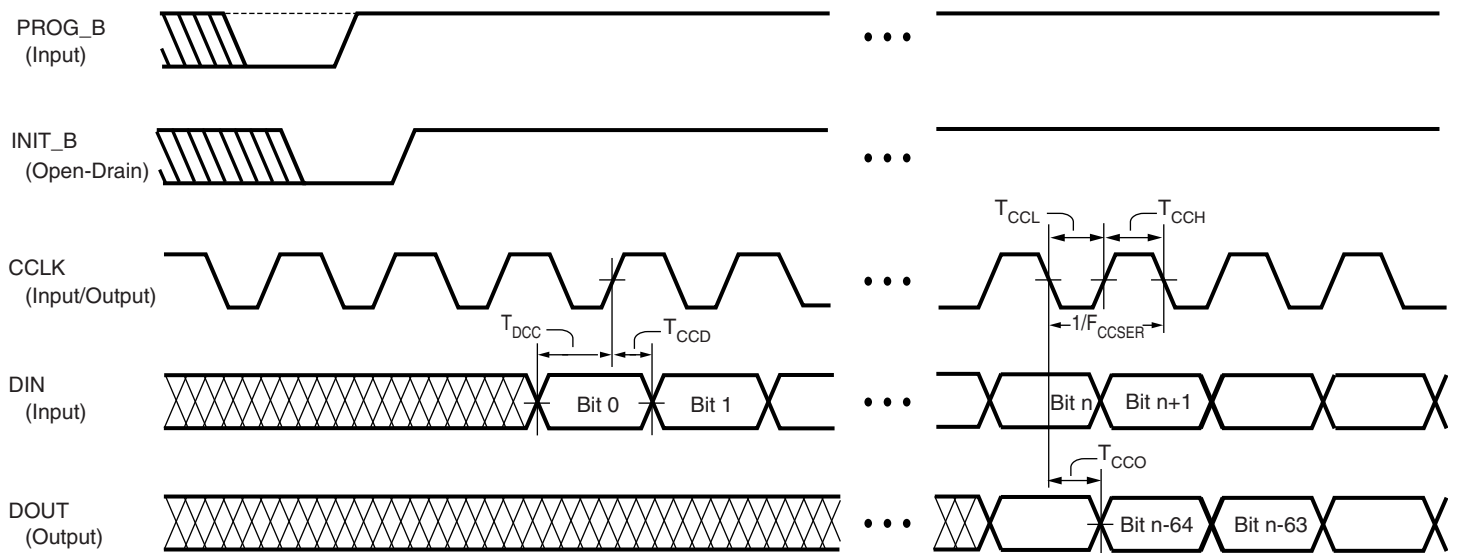 PROG_B
(Input)
INIT_B
(Open-Drain)
T_CCL
T_CCH
CCLK
(Input/Output)
1/F_CCSER
T_DCC
T_CCD
DIN
(Input)
Bit 0
Bit 1
Bit n
Bit n+1
T_CCO
DOUT
(Output)
Bit n-64
Bit n-63